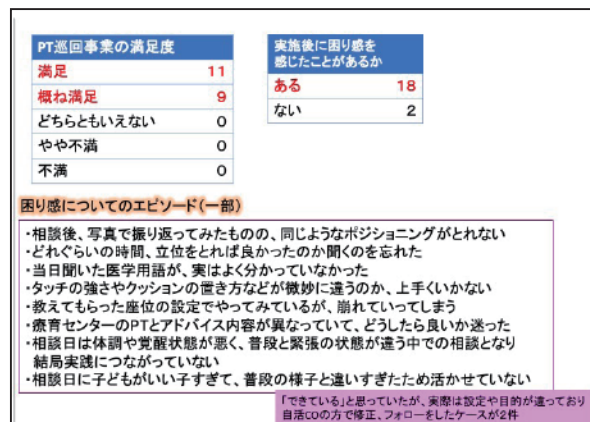 PT巡回事業の満足度
満足 11
概ね満足 9
どちらともいえない 0
やや不満 0
不満 0
実施後に困り感を
感じたことがあるか
ある 18
ない 2
困り感についてのエピソード(一部)
・相談後、写真で振り返ってみたものの、同じようなポジショニングがとれない
・どれぐらいの時間、立位をとれば良かったのか聞くのを忘れた
・当日聞いた医学用語が、実はよく分かっていなかった
・タッチの強さやクッションの置き方などが微妙に違うのか、上手くいかない
・教えてもらった座位の設定でやってみているが、崩れていってしまう
・療育センターのPTとアドバイス内容が異なっていて、どうしたら良いか迷った
・相談日は体調や覚醒状態が悪く、普段と緊張の状態が違う中での相談となり
結局実践につながっていない
・相談日に子どもがいい子すぎて、普段の様子と違いすぎたため活かせていない
「できている」と思っていたが、実際は設定や目的が違っており
自活COの方で修正、フォローをしたケースが2件